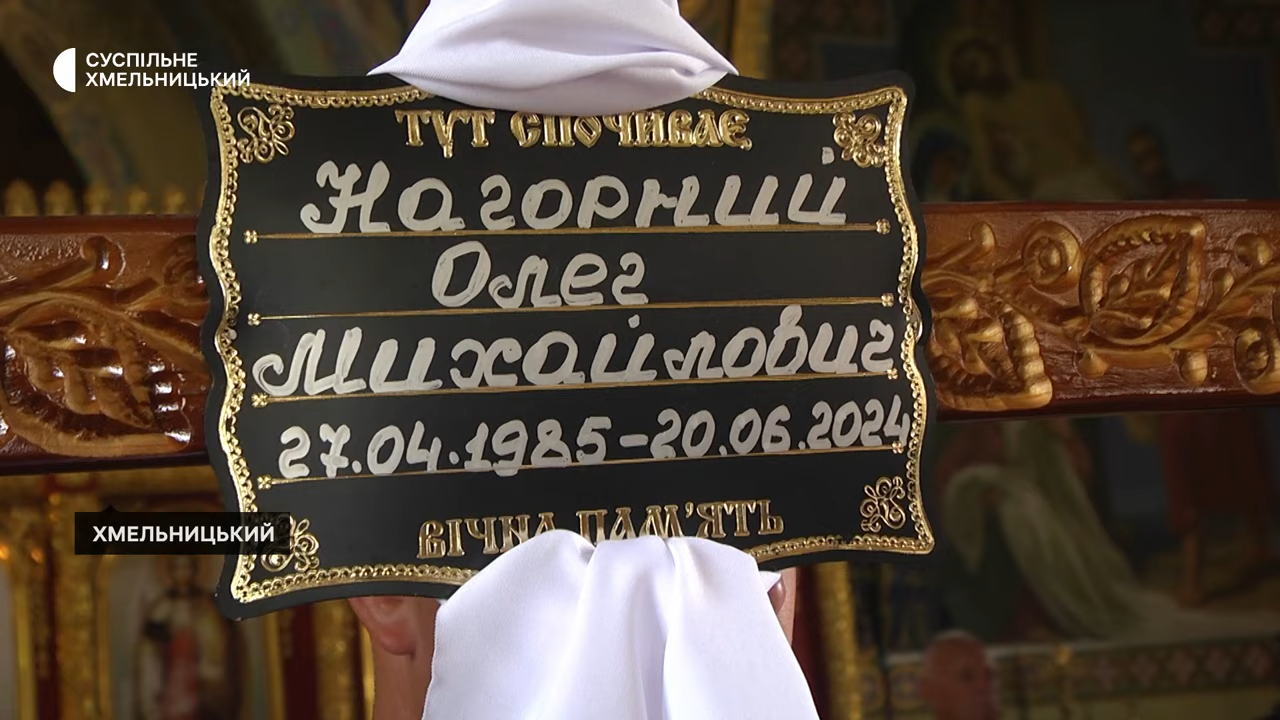 СУСПІЛЬНЕ
ХМЕЛЬНИЦЬКИЙ
ТУТ СПОЧИВАЄ
Нагорний
Олег
Михайлович
27.04.1985-20.06.2024
ВІЧНА ПАМ'ЯТЬ
ХМЕЛЬНИЦЬКИЙ